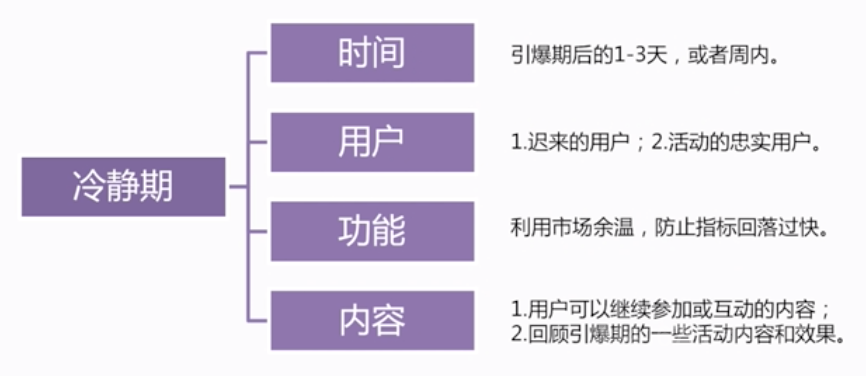 冷静期
时间
引爆期后的1-3天，或者周内。
用户
1.迟来的用户；2.活动的忠实用户。
功能
利用市场余温，防止指标回落过快。
内容
1.用户可以继续参加或互动的内容；
2.回顾引爆期的一些活动内容和效果。